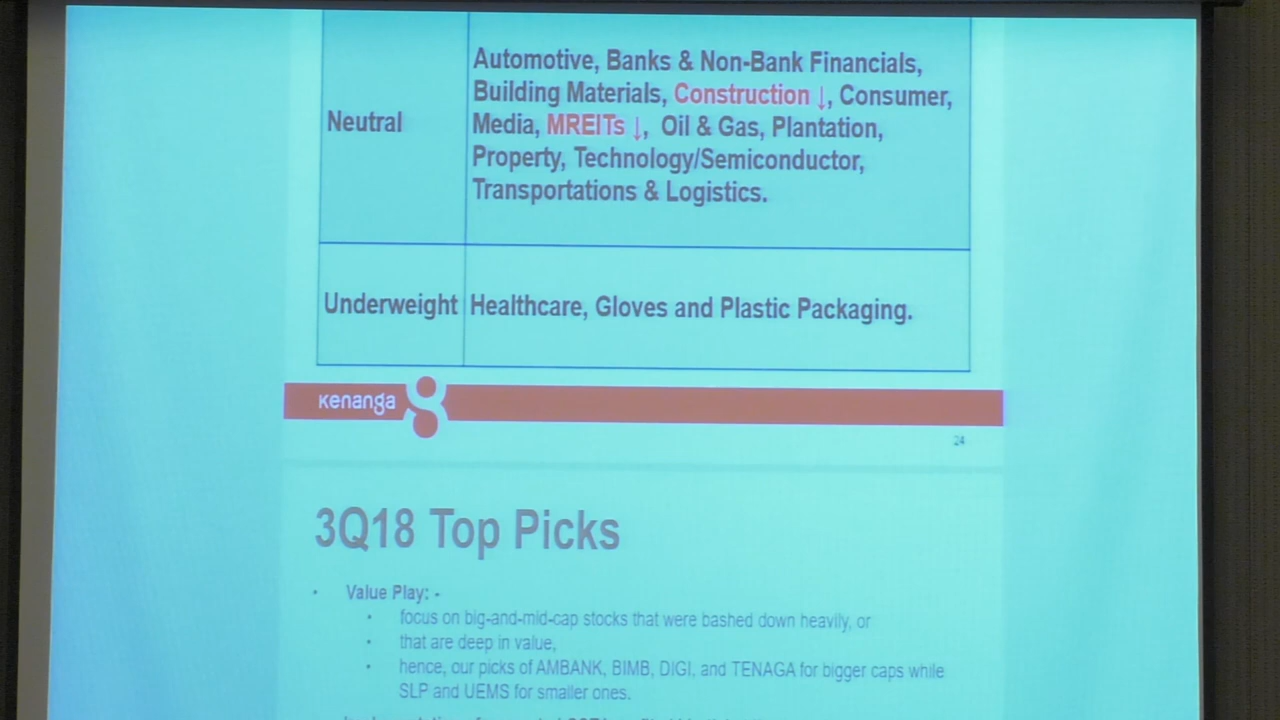 Neutral
Automotive, Banks & Non-Bank Financials,
Building Materials, Construction ↓, Consumer,
Media, MREITs ↓, Oil & Gas, Plantation,
Property, Technology/Semiconductor,
Transportations & Logistics.
Underweight
Healthcare, Gloves and Plastic Packaging.
kenanga
24
3Q18 Top Picks
• Value Play: -
• focus on big-and-mid-cap stocks that were bashed down heavily, or
• that are deep in value,
• hence, our picks of AMBANK, BIMB, DIGI, and TENAGA for bigger caps while
SLP and UEMS for smaller ones.